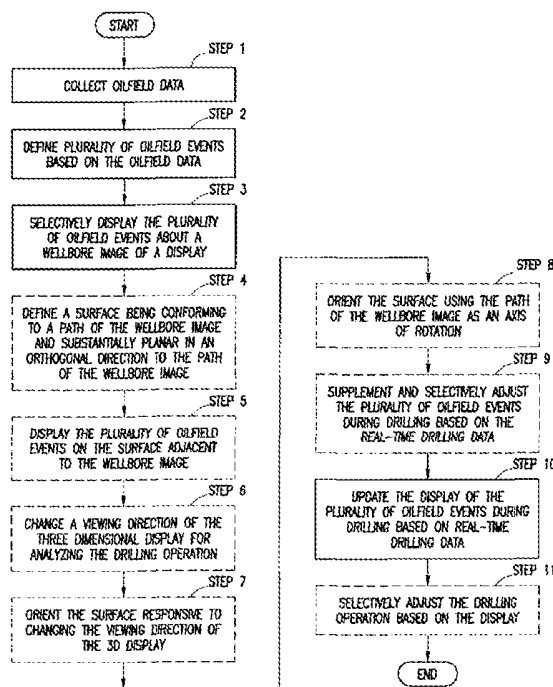 START
STEP 1
COLLECT OILFIELD DATA
STEP 2
DEFINE PLURALITY OF OILFIELD EVENTS
BASED ON THE OILFIELD DATA
STEP 3
SELECTIVELY DISPLAY THE PLURALITY
OF OILFIELD EVENTS ABOUT A
WELLBORE IMAGE OF A DISPLAY
STEP 4
DEFINE A SURFACE BEING CONFORMING
TO A PATH OF THE WELLBORE IMAGE
AND SUBSTANTIALLY PLANAR IN AN
ORTHOGONAL DIRECTION TO THE PATH
OF THE WELLBORE IMAGE
STEP 5
DISPLAY THE PLURALITY OF OILFIELD
EVENTS ON THE SURFACE ADJACENT
TO THE WELLBORE IMAGE
STEP 6
CHANGE A VIEWING DIRECTION OF THE
THREE DIMENSIONAL DISPLAY FOR
ANALYZING THE DRILLING OPERATION
STEP 7
ORIENT THE SURFACE RESPONSIVE TO
CHANGING THE VIEWING DIRECTION OF
THE 3D DISPLAY
STEP 8
ORIENT THE SURFACE USING THE PATH
OF THE WELLBORE IMAGE AS AN AXIS
OF ROTATION
STEP 9
SUPPLEMENT AND SELECTIVELY ADJUST
THE PLURALITY OF OILFIELD EVENTS
DURING DRILLING BASED ON THE
REAL-TIME DRILLING DATA
STEP 10
UPDATE THE DISPLAY OF THE
PLURALITY OF OILFIELD EVENTS DURING
DRILLING BASED ON REAL-TIME
DRILLING DATA
STEP 11
SELECTIVELY ADJUST THE DRILLING
OPERATION BASED ON THE DISPLAY
END